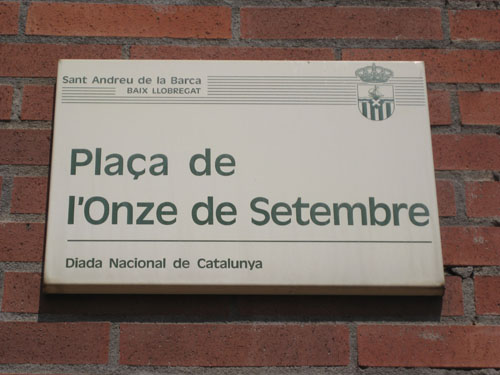 Sant Andreu de la Barca
BAIX LLOBREGAT
Plaça de
l'Onze de Setembre
Diada Nacional de Catalunya